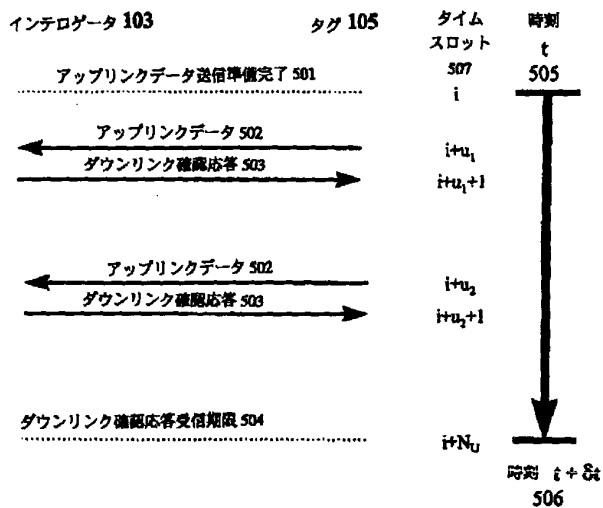 インテロゲータ 103
タグ 105
タイム
スロット
507
時刻
t
505
アップリンクデータ送信準備完了 501
i
アップリンクデータ 502
i+u₁
ダウンリンク確認応答 503
i+u₁+1
アップリンクデータ 502
i+u₂
ダウンリンク確認応答 503
i+u₂+1
ダウンリンク確認応答受信期限 504
i+Nᵤ
時刻 t + δt
506